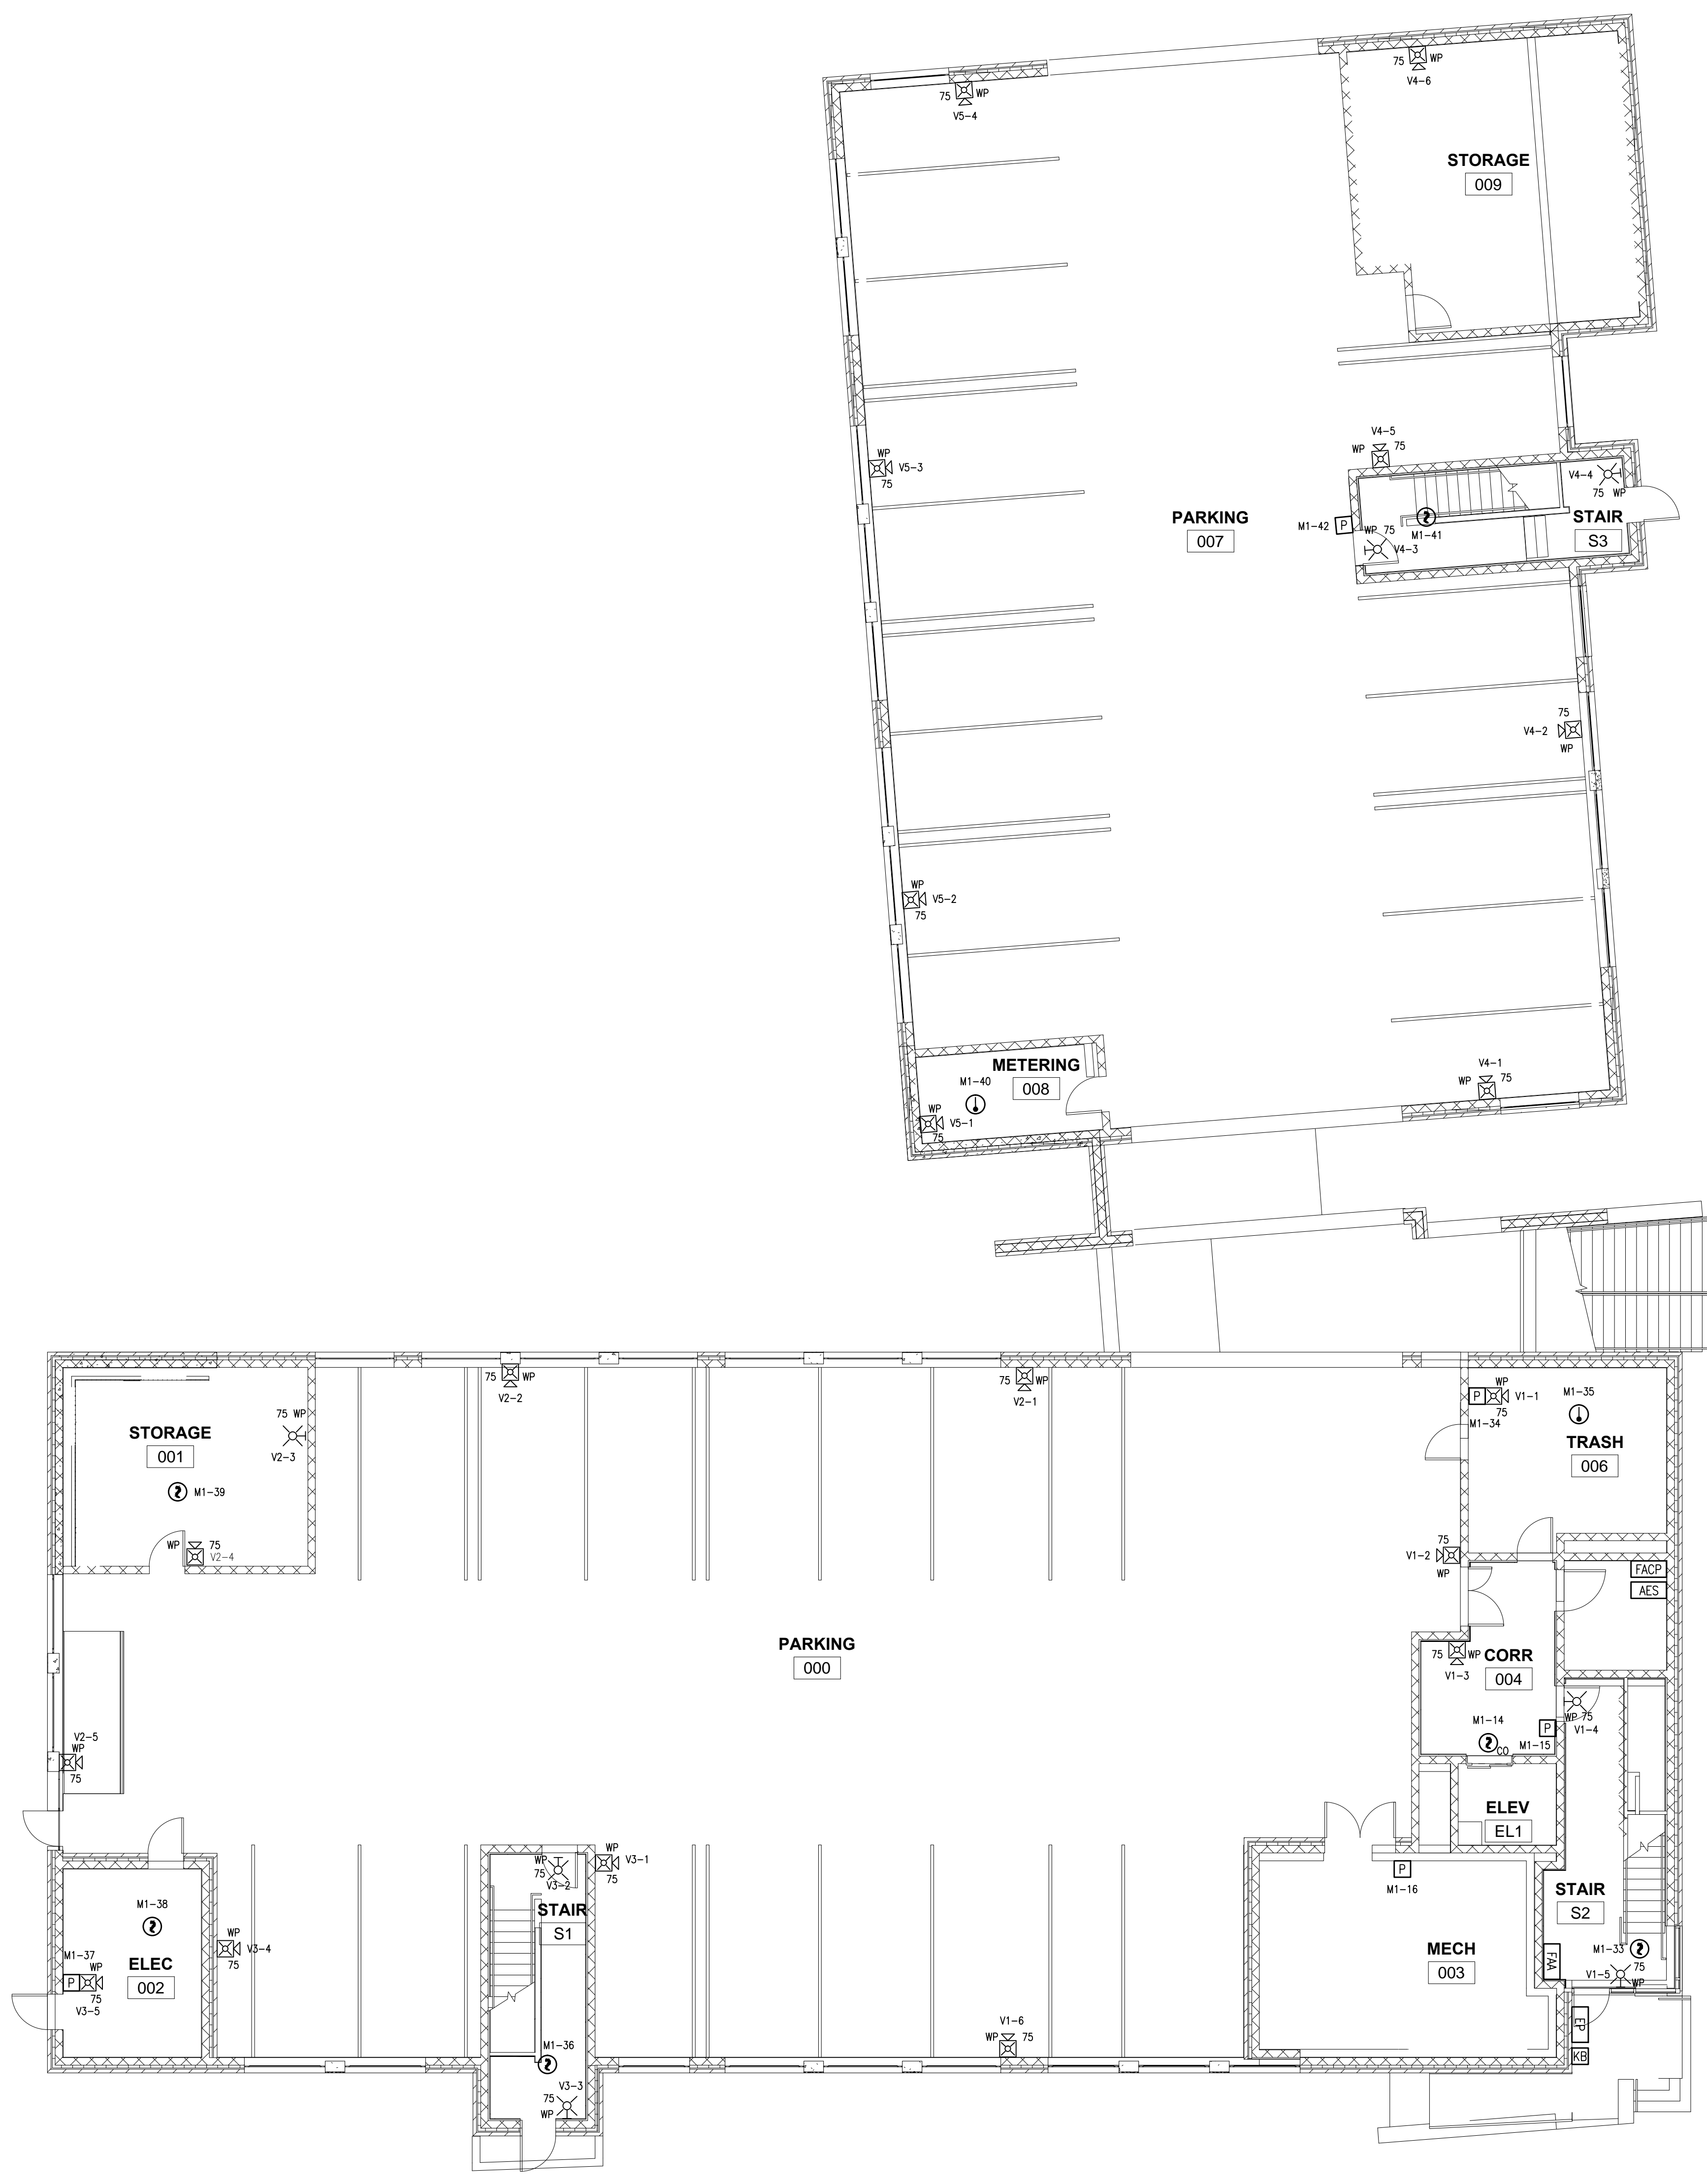 75 WP
V4-6
75 WP
V5-4
STORAGE
009
V4-5
WP 75
WP
V5-3
75
V4-4
75 WP
PARKING
007
M1-42 P
WP 75
V4-3
M1-41
STAIR
S3
75
V4-2
WP
WP
V5-2
75
METERING
008
M1-40
WP
V5-1
75
V4-1
WP 75
75 WP
V2-2
75 WP
V2-1
WP
P V1-1
75
M1-34
M1-35
TRASH
006
STORAGE
001
75 WP
V2-3
M1-39
WP 75
V2-4
75
V1-2
WP
FACP
AES
PARKING
000
75 WP
V1-3
CORR
004
WP 75
V1-4
M1-14
CO
P
M1-15
V2-5
WP
75
ELEV
EL1
WP
V3-1
75
WP
75
V3-2
STAIR
S1
P
M1-16
STAIR
S2
M1-38
WP
V3-4
75
MECH
003
M1-33
FAA
75
V1-5
WP
M1-37
WP
P
75
V3-5
ELEC
002
V1-6
WP 75
EP
KB
M1-36
V3-3
75
WP